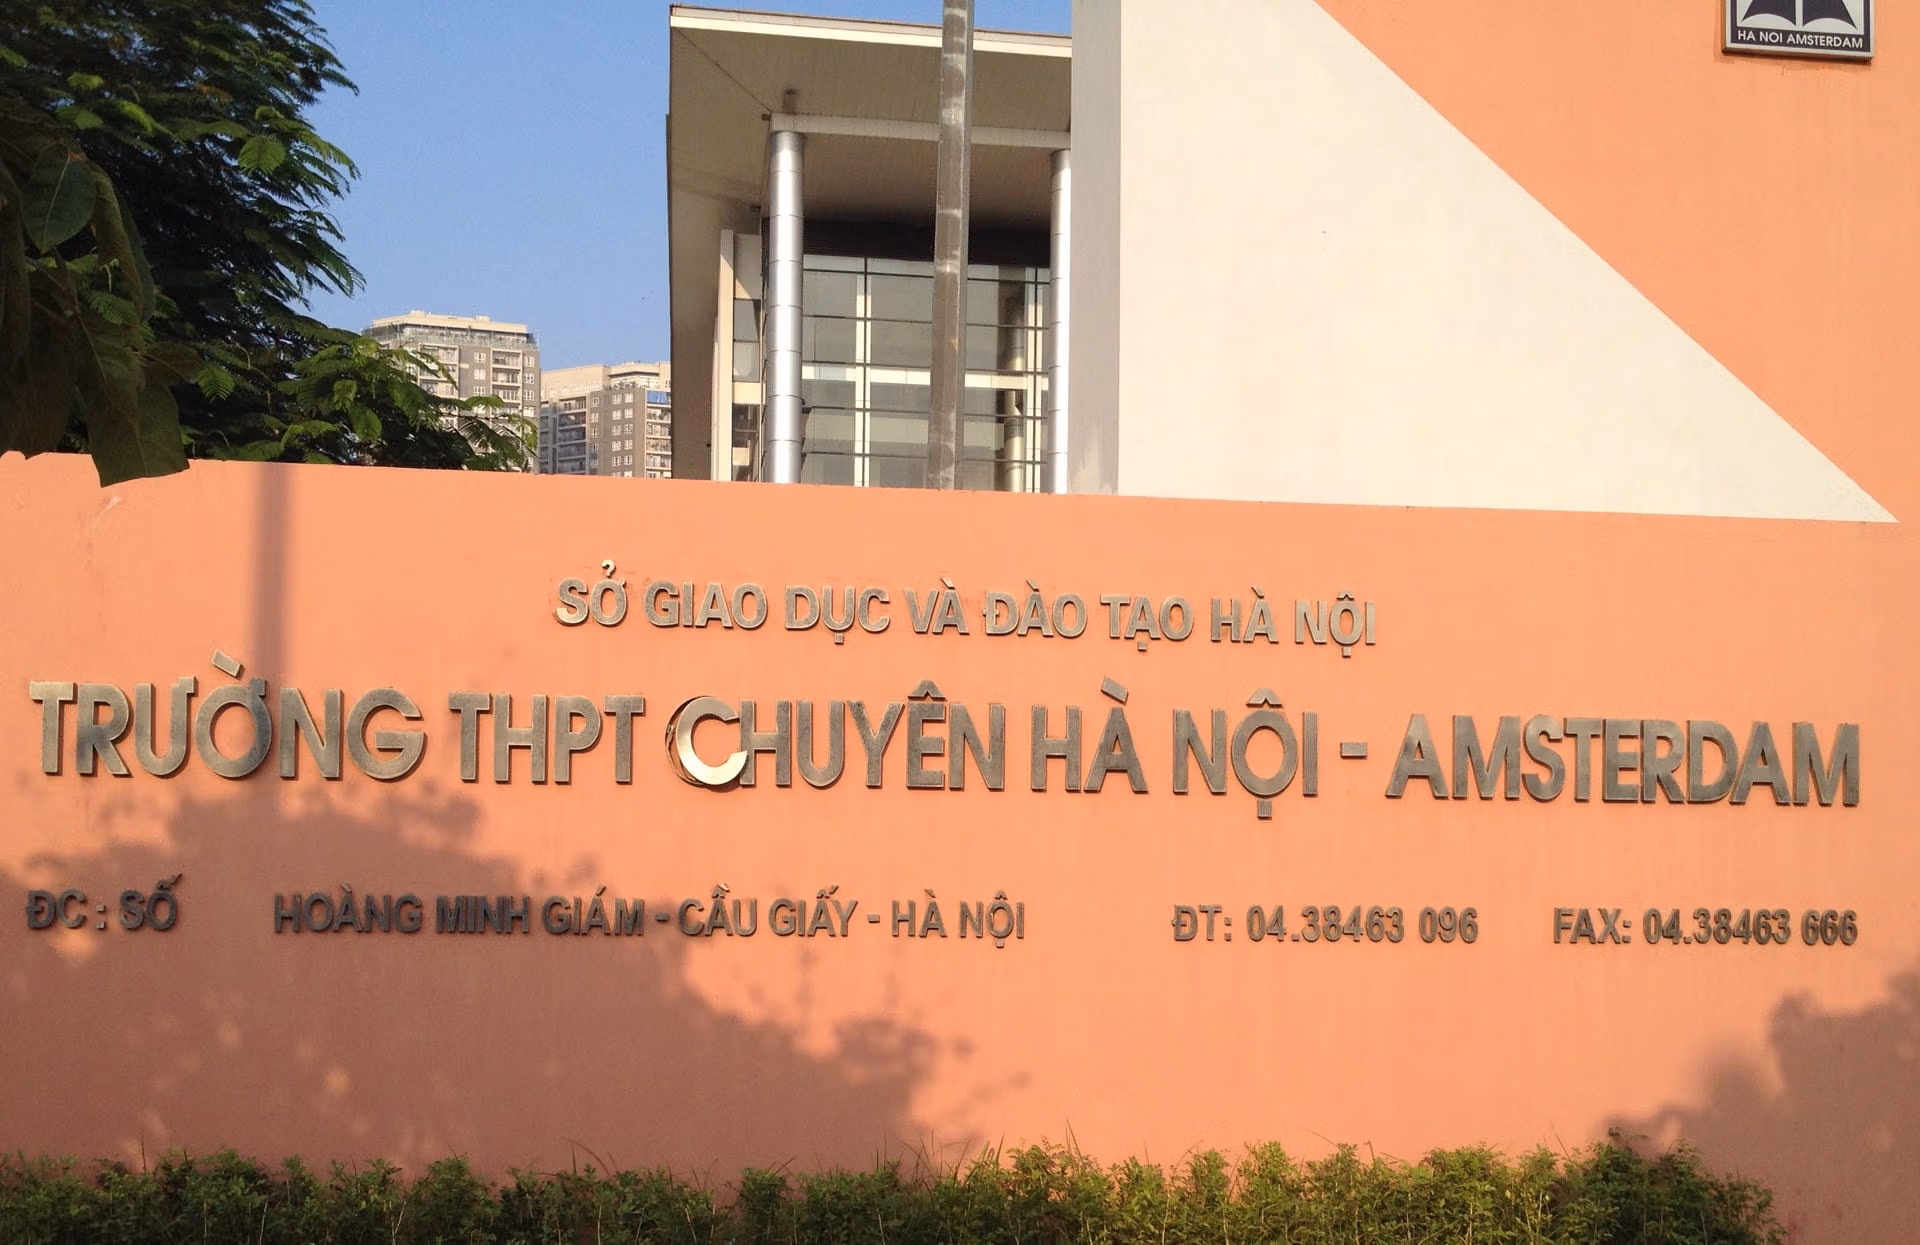 HA NOI AMSTERDAM
SỞ GIAO DỤC VÀ ĐÀO TẠO HÀ NỘI
TRƯỜNG THPT CHUYÊN HÀ NỘI - AMSTERDAM
ĐC : SỐ HOÀNG MINH GIÁM - CẦU GIẤY - HÀ NỘI ĐT: 04.38463 096 FAX: 04.38463 666